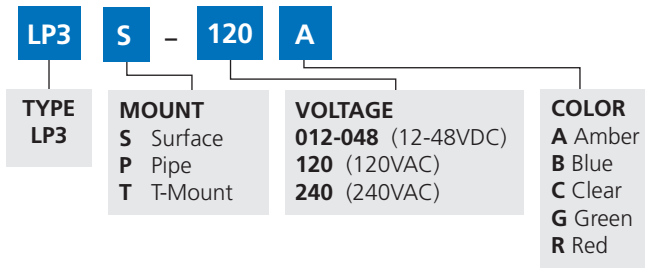 LP3 S – 120 A
TYPE
LP3
MOUNT
S Surface
P Pipe
T T-Mount
VOLTAGE
012-048 (12-48VDC)
120 (120VAC)
240 (240VAC)
COLOR
A Amber
B Blue
C Clear
G Green
R Red